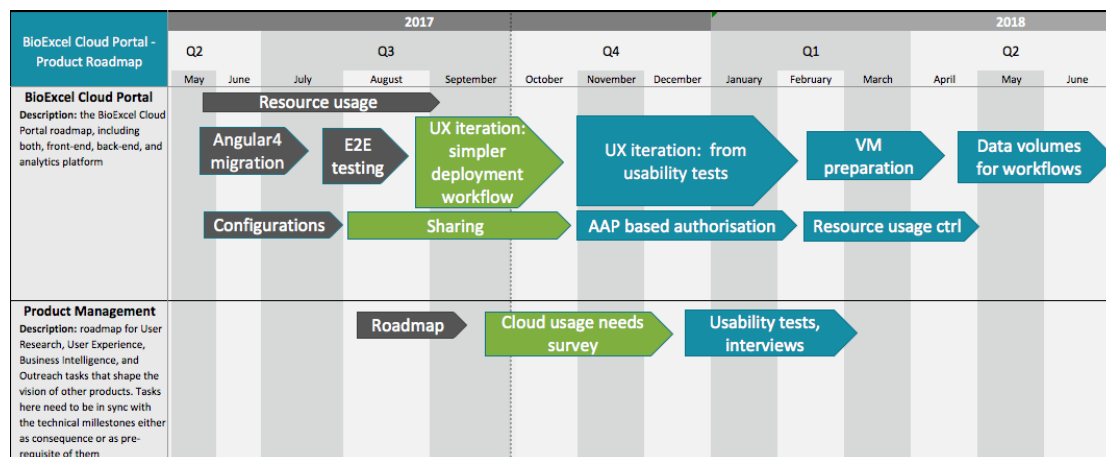 BioExcel Cloud Portal -
Product Roadmap
2017
2018
Q2
Q3
Q4
Q1
Q2
May
June
July
August
September
October
November
December
January
February
March
April
May
June
BioExcel Cloud Portal
Description: the BioExcel Cloud
Portal roadmap, including
both, front-end, back-end, and
analytics platform
Resource usage
Angular4
migration
E2E
testing
UX iteration:
simpler
deployment
workflow
UX iteration: from
usability tests
VM
preparation
Data volumes
for workflows
Configurations
Sharing
AAP based authorisation
Resource usage ctrl
Product Management
Description: roadmap for User
Research, User Experience,
Business Intelligence, and
Outreach tasks that shape the
vision of other products. Tasks
here need to be in sync with
the technical millestones either
as consequence or as pre-
requisite of them
Roadmap
Cloud usage needs
survey
Usability tests,
interviews